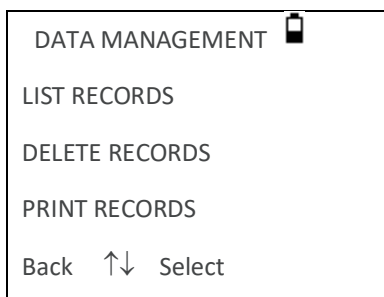 DATA MANAGEMENT
LIST RECORDS
DELETE RECORDS
PRINT RECORDS
Back ↑↓ Select